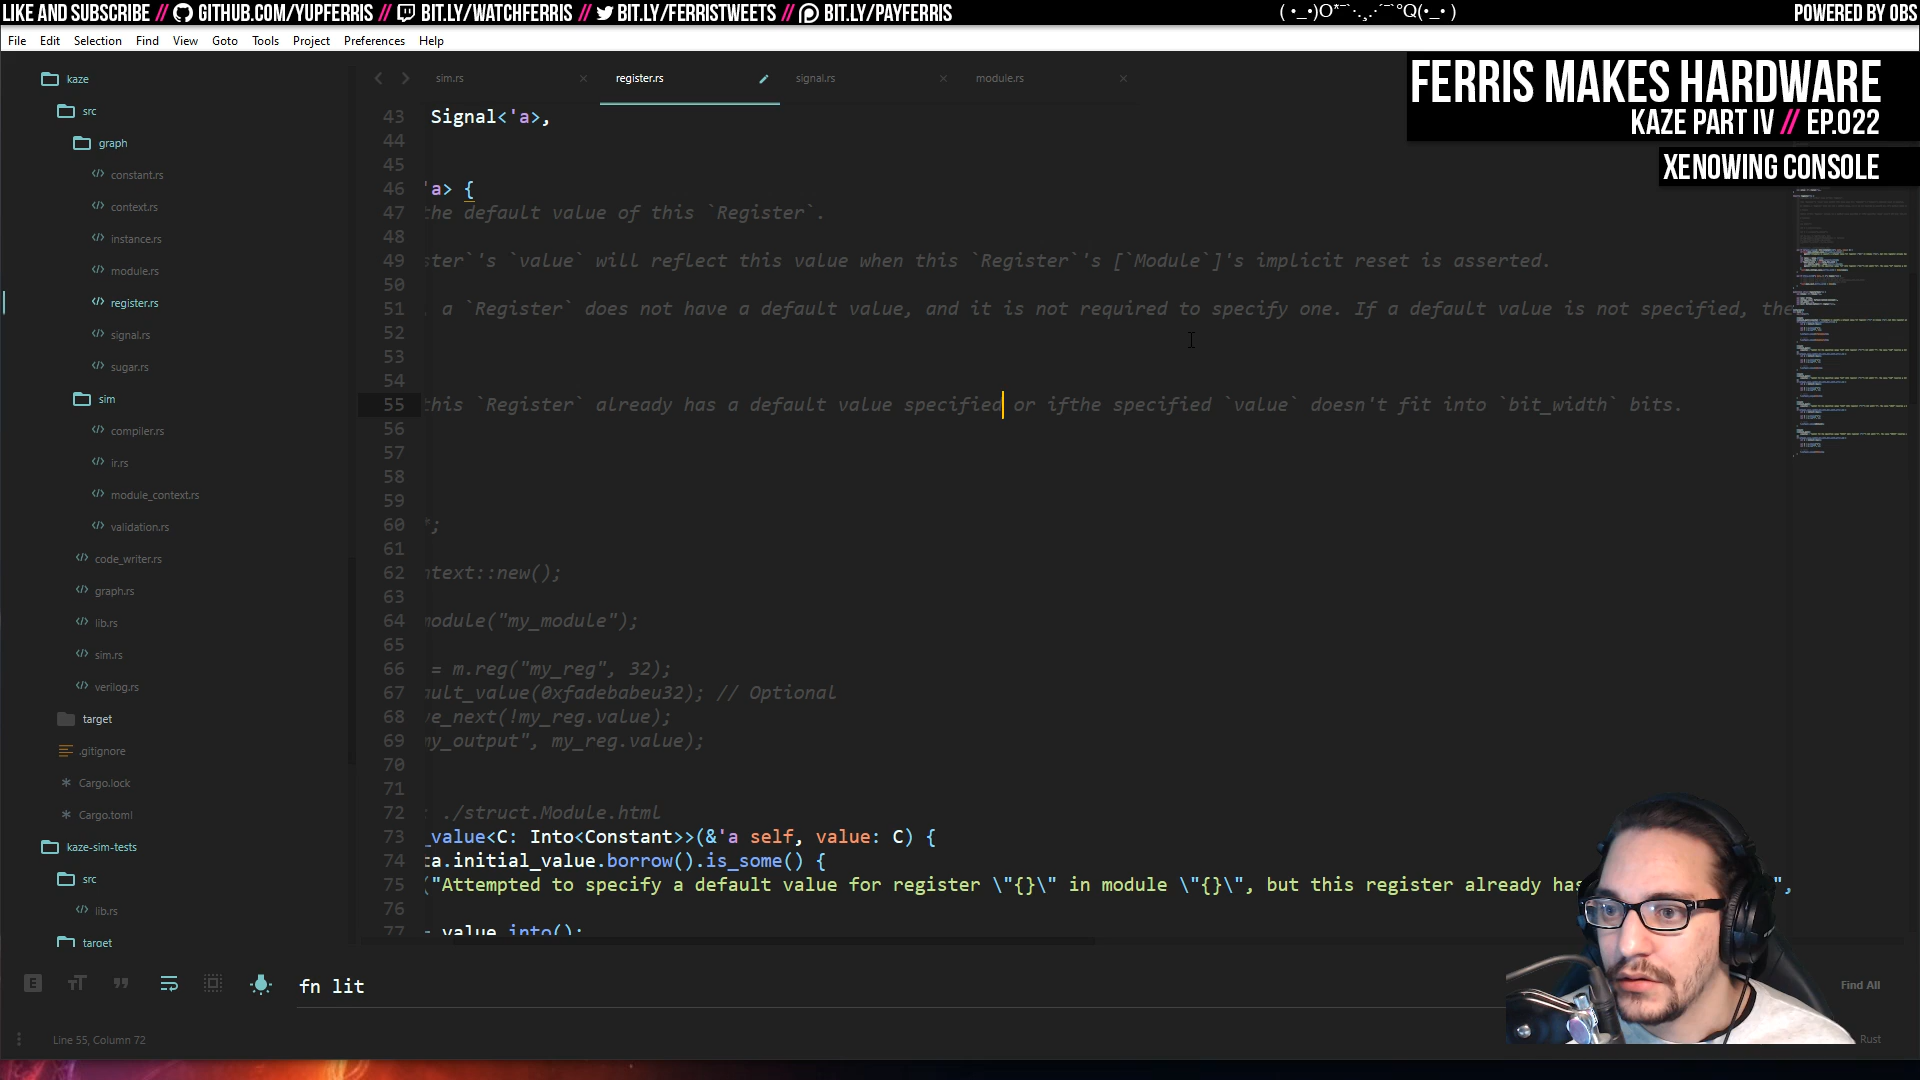 LIKE AND SUBSCRIBE // GITHUB.COM/YUPFERRIS // BIT.LY/WATCHFERRIS // BIT.LY/FERRISTWEETS // BIT.LY/PAYFERRIS
POWERED BY OBS
File Edit Selection Find View Goto Tools Project Preferences Help
FERRIS MAKES HARDWARE
KAZE PART IV // EP.022
XENOWING CONSOLE
kaze
src
graph
constant.rs
context.rs
instance.rs
module.rs
register.rs
signal.rs
sugar.rs
sim
compiler.rs
ir.rs
module_context.rs
validation.rs
code_writer.rs
graph.rs
lib.rs
sim.rs
verilog.rs
target
.gitignore
Cargo.lock
Cargo.toml
kaze-sim-tests
src
lib.rs
target
sim.rs register.rs signal.rs module.rs
43 Signal<'a>,
44
45
46 'a> {
47 the default value of this `Register`.
48
49 ster`'s `value` will reflect this value when this `Register`'s [`Module`]'s implicit reset is asserted.
50
51 , a `Register` does not have a default value, and it is not required to specify one. If a default value is not specified, the
52
53
54
55 this `Register` already has a default value specified or ifthe specified `value` doesn't fit into `bit_width` bits.
56
57
58
59
60 *;
61
62 ntext::new();
63
64 module("my_module");
65
66 = m.reg("my_reg", 32);
67 ault_value(0xfadebabeu32); // Optional
68 ve_next(!my_reg.value);
69 my_output", my_reg.value);
70
71
72 : ./struct.Module.html
73 _value<C: Into<Constant>>(&'a self, value: C) {
74 ta.initial_value.borrow().is_some() {
75 ("Attempted to specify a default value for register \"{}\" in module \"{}\", but this register already has ",
76
77 = value.into();
fn lit
Find All
Line 55, Column 72
Rust